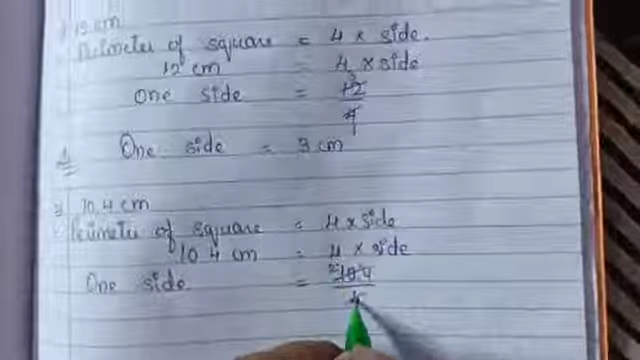 12 cm
Perimeter of square = 4 × side.
12 cm = 4 × side
One side = 12/4
One side = 3 cm
10.4 cm
Perimeter of square = 4 × side
10.4 cm = 4 × side
One side = 10.4/4